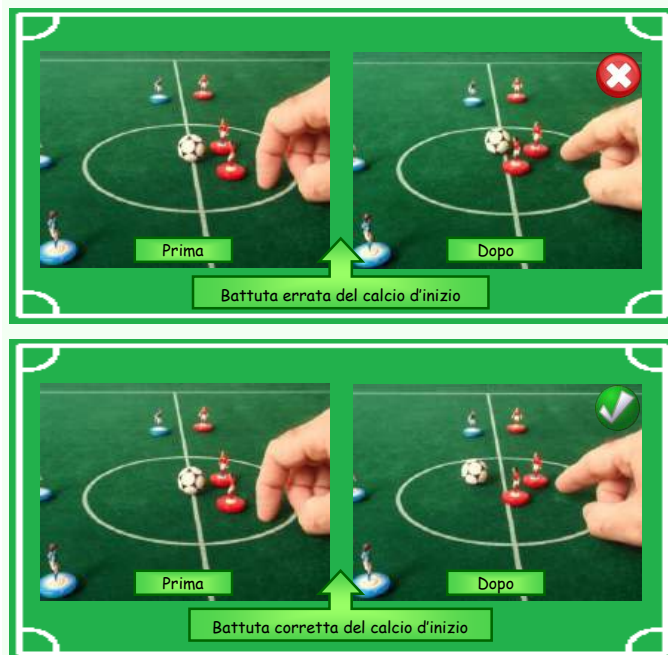 Prima
Dopo
Battuta errata del calcio d'inizio
Prima
Dopo
Battuta corretta del calcio d'inizio